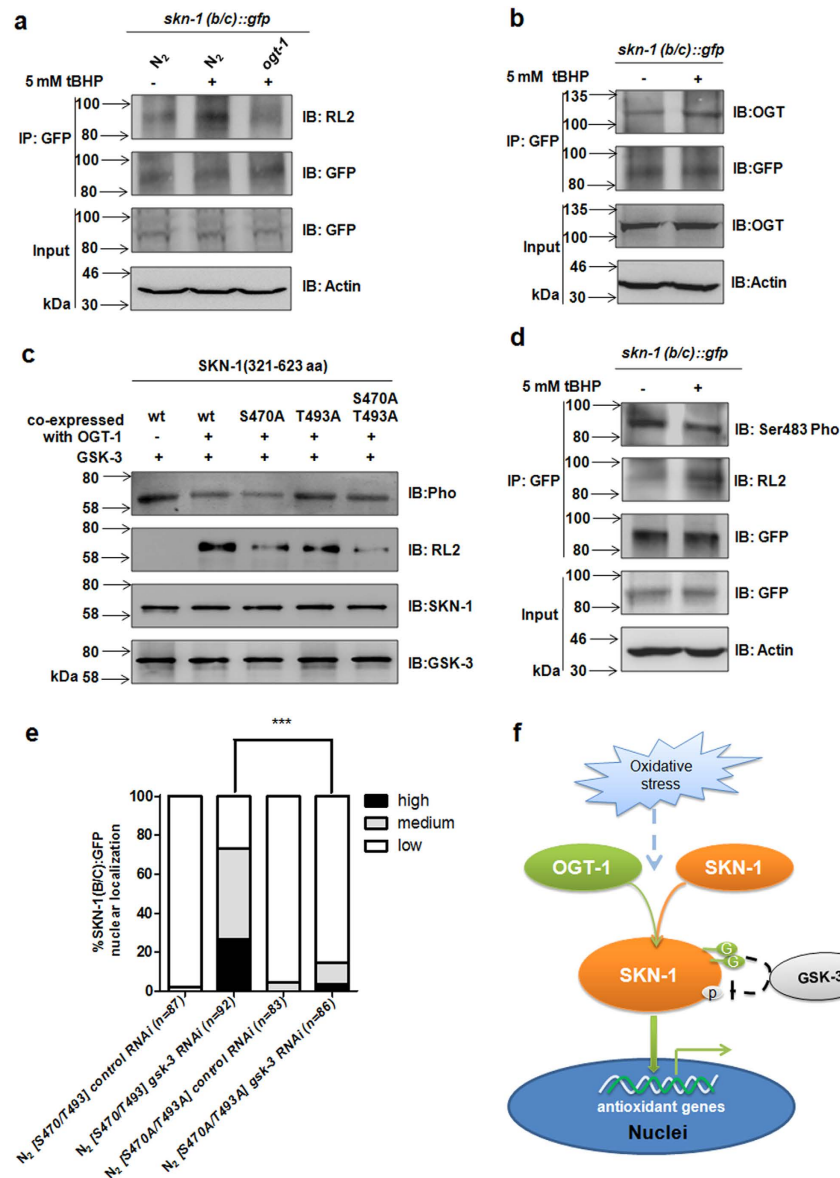 a
skn-1 (b/c)::gfp
N2 N2 ogt-1
5 mM tBHP - + +
IP: GFP
100
80
IB: RL2
100
80
IB: GFP
Input
100
80
IB: GFP
46
kDa 30
IB: Actin
b
skn-1 (b/c)::gfp
5 mM tBHP - +
IP: GFP
135
100
IB:OGT
100
80
IB:GFP
Input
135
100
IB:OGT
46
kDa 30
IB:Actin
c
SKN-1(321-623 aa)
S470A
wt wt S470A T493A T493A
co-expressed
with OGT-1 - + + + +
GSK-3 + + + + +
80
58
IB:Pho
80
58
IB: RL2
80
58
IB:SKN-1
80
kDa 58
IB:GSK-3
d
skn-1 (b/c)::gfp
5 mM tBHP - +
IP: GFP
100
80
IB: Ser483 Pho
100
80
IB: RL2
100
80
IB: GFP
Input
100
80
IB: GFP
46
kDa 30
IB: Actin
e
***
%SKN-1(B/C):GFP
nuclear localization
100
80
60
40
20
0
high
medium
low
N2 [S470/T493] control RNAi (n=87)
N2 [S470/T493] gsk-3 RNAi (n=92)
N2 [S470A/T493A] control RNAi (n=83)
N2 [S470A/T493A] gsk-3 RNAi (n=86)
f
Oxidative
stress
OGT-1
SKN-1
SKN-1
G
G
p
GSK-3
antioxidant genes
Nuclei